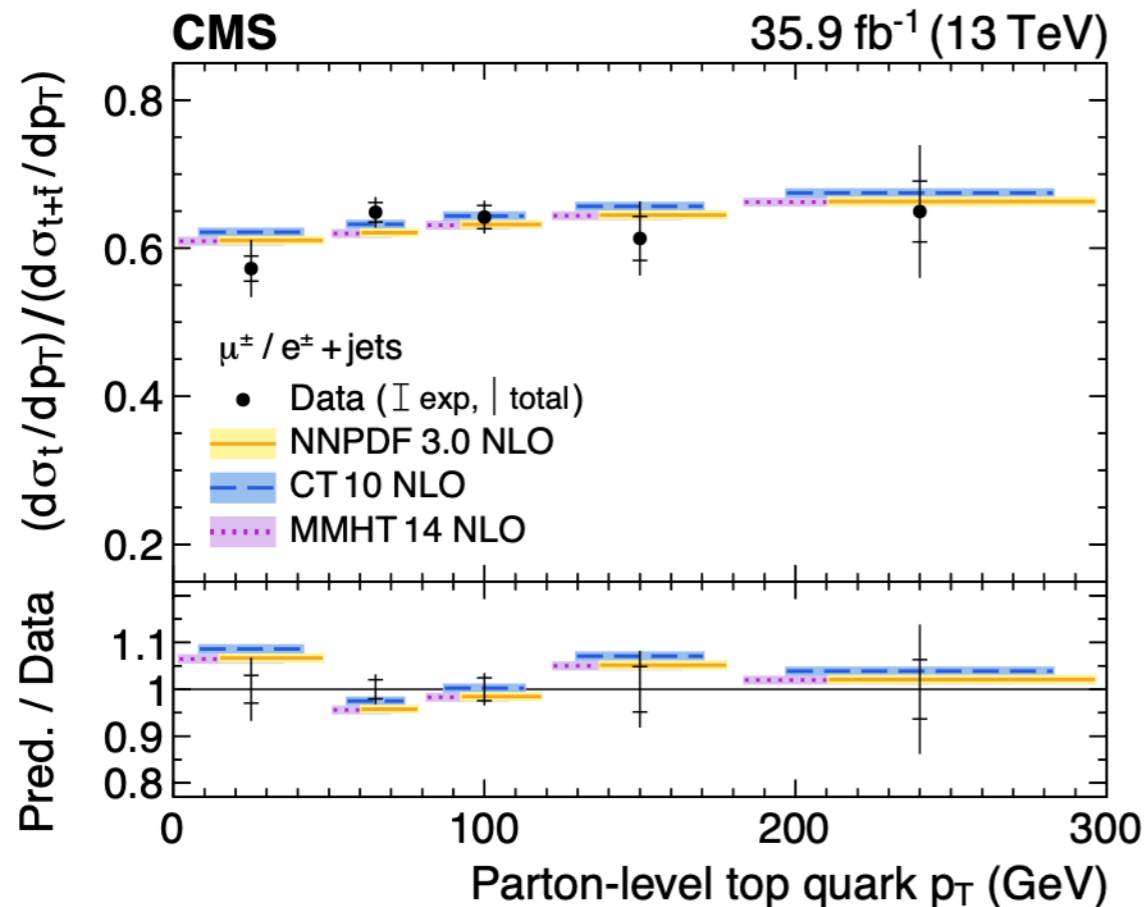 CMS 35.9 fb⁻¹ (13 TeV)
(dσₜ/dp_T)/(dσₜ₊t̄/dp_T)
0.8
0.6
0.4
0.2
μ± / e± + jets
Data (⌶ exp, | total)
NNPDF 3.0 NLO
CT 10 NLO
MMHT 14 NLO
Pred. / Data
1.1
1
0.9
0.8
0 100 200 300
Parton-level top quark p_T (GeV)